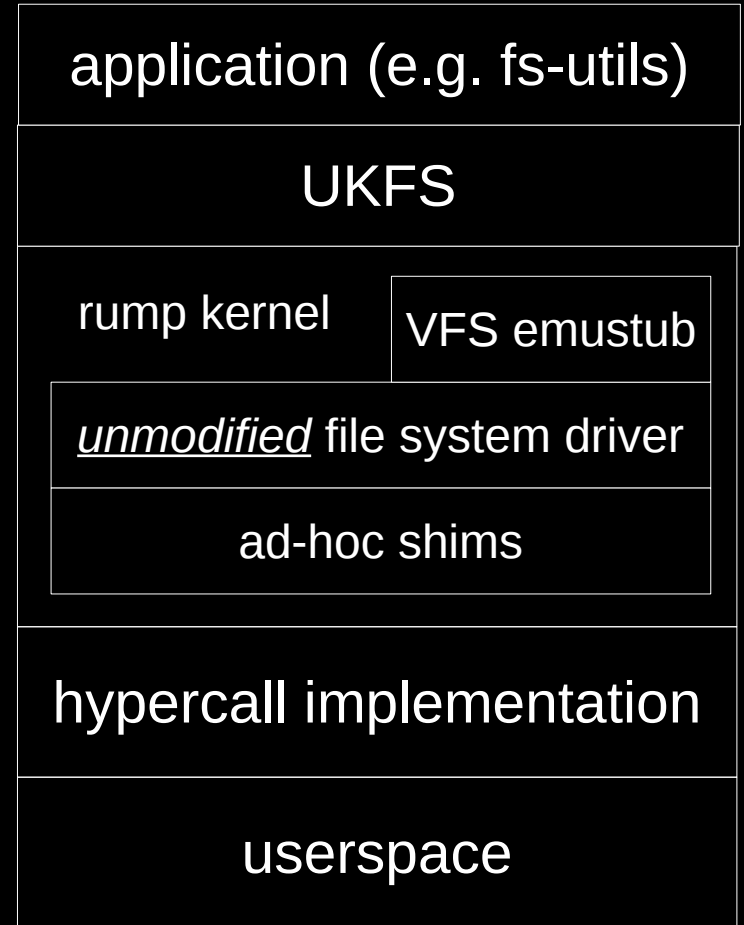 application (e.g. fs-utils)
UKFS
rump kernel
VFS emustub
unmodified file system driver
ad-hoc shims
hypercall implementation
userspace